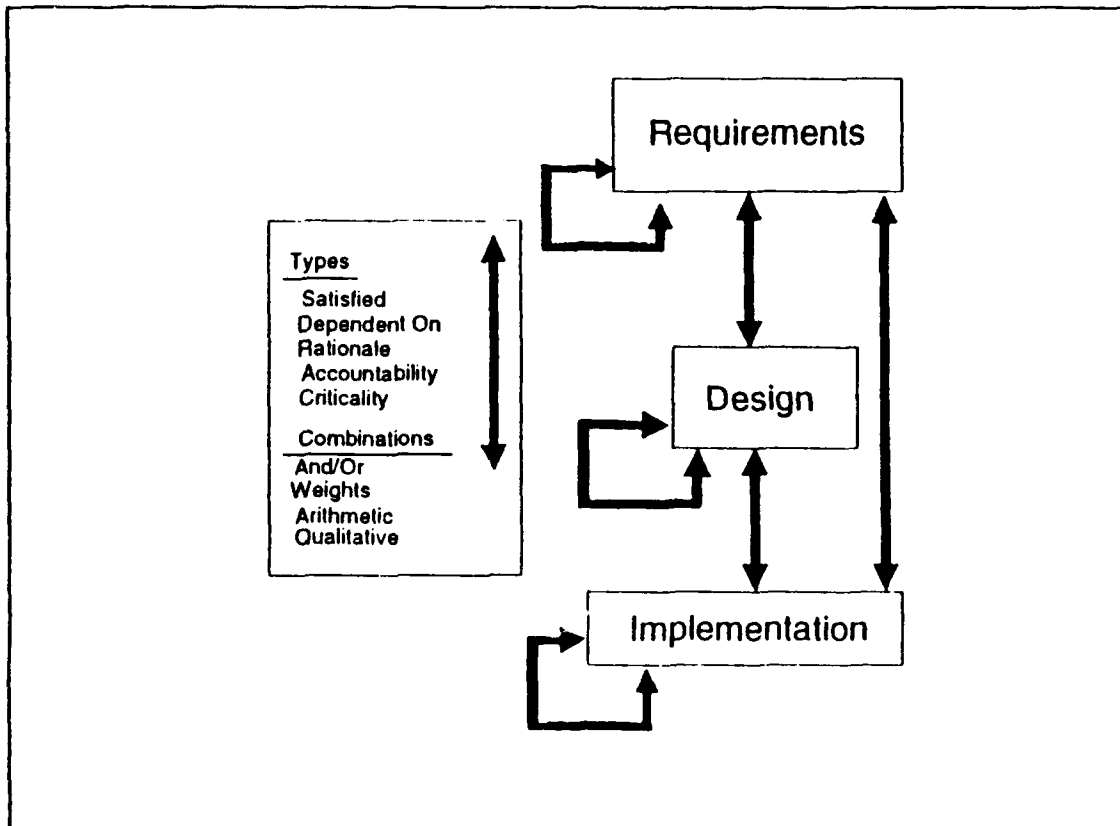 Requirements
Types
Satisfied
Dependent On
Rationale
Accountability
Criticality
Combinations
And/Or
Weights
Arithmetic
Qualitative
Design
Implementation